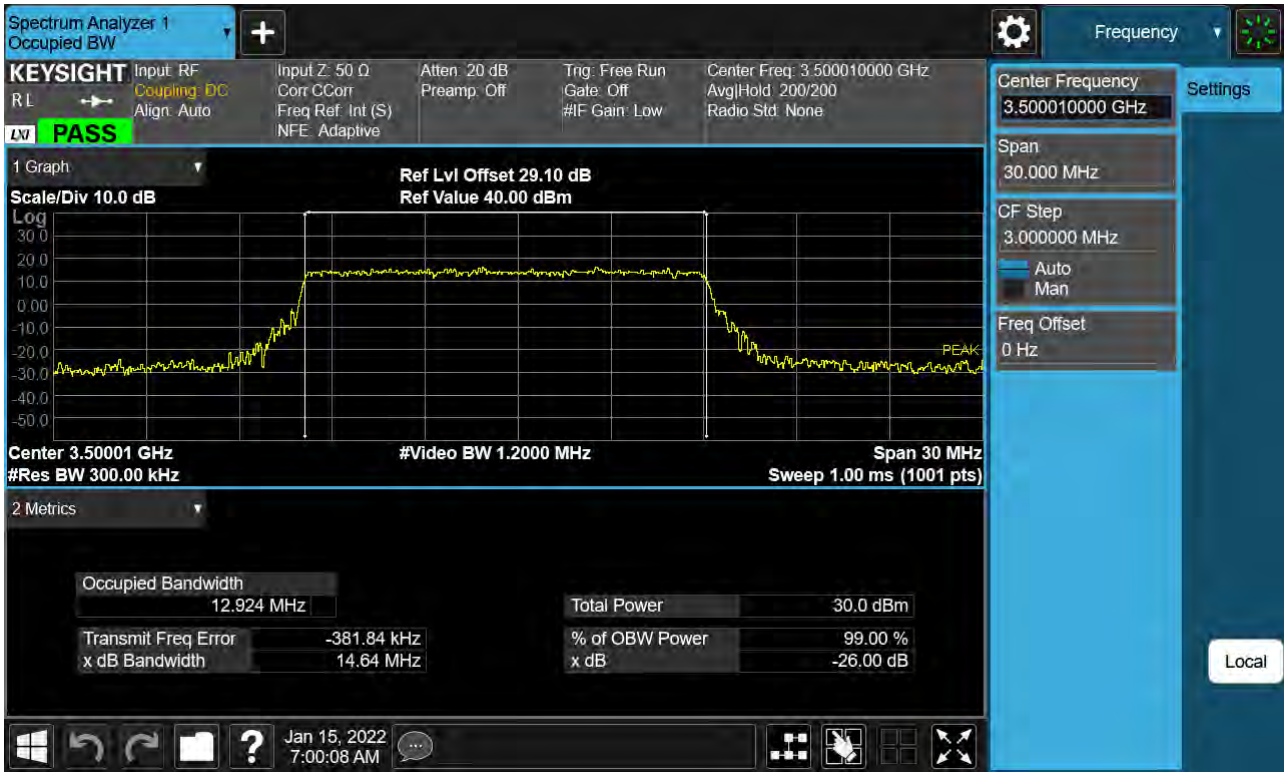 Spectrum Analyzer 1
Occupied BW
Frequency
KEYSIGHT
RL
LXI PASS
Input: RF
Coupling: DC
Align: Auto
Input Z: 50 Ω
Corr CCorr
Freq Ref: Int (S)
NFE: Adaptive
Atten: 20 dB
Preamp: Off
Trig: Free Run
Gate: Off
#IF Gain: Low
Center Freq: 3.500010000 GHz
Avg|Hold: 200/200
Radio Std: None
Center Frequency
3.500010000 GHz
Settings
Span
30.000 MHz
CF Step
3.000000 MHz
Auto
Man
Freq Offset
0 Hz
1 Graph
Scale/Div 10.0 dB
Ref Lvl Offset 29.10 dB
Ref Value 40.00 dBm
Log
30.0
20.0
10.0
0.00
-10.0
-20.0
-30.0
-40.0
-50.0
PEAK
Center 3.50001 GHz
#Res BW 300.00 kHz
#Video BW 1.2000 MHz
Span 30 MHz
Sweep 1.00 ms (1001 pts)
2 Metrics
Occupied Bandwidth
12.924 MHz
Transmit Freq Error -381.84 kHz
x dB Bandwidth 14.64 MHz
Total Power 30.0 dBm
% of OBW Power 99.00 %
x dB -26.00 dB
Local
Jan 15, 2022
7:00:08 AM